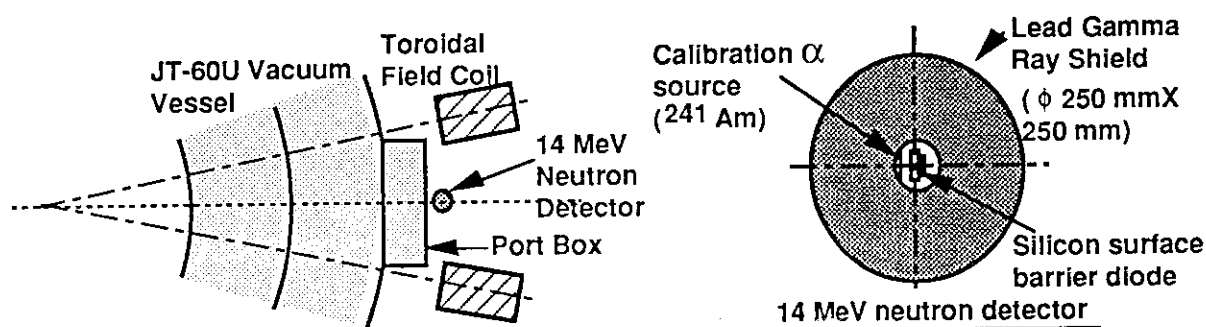 JT-60U Vacuum
Vessel
Toroidal
Field Coil
14 MeV
Neutron
Detector
Port Box
Calibration α
source
(241 Am)
Lead Gamma
Ray Shield
( ϕ 250 mmX
250 mm)
Silicon surface
barrier diode
14 MeV neutron detector